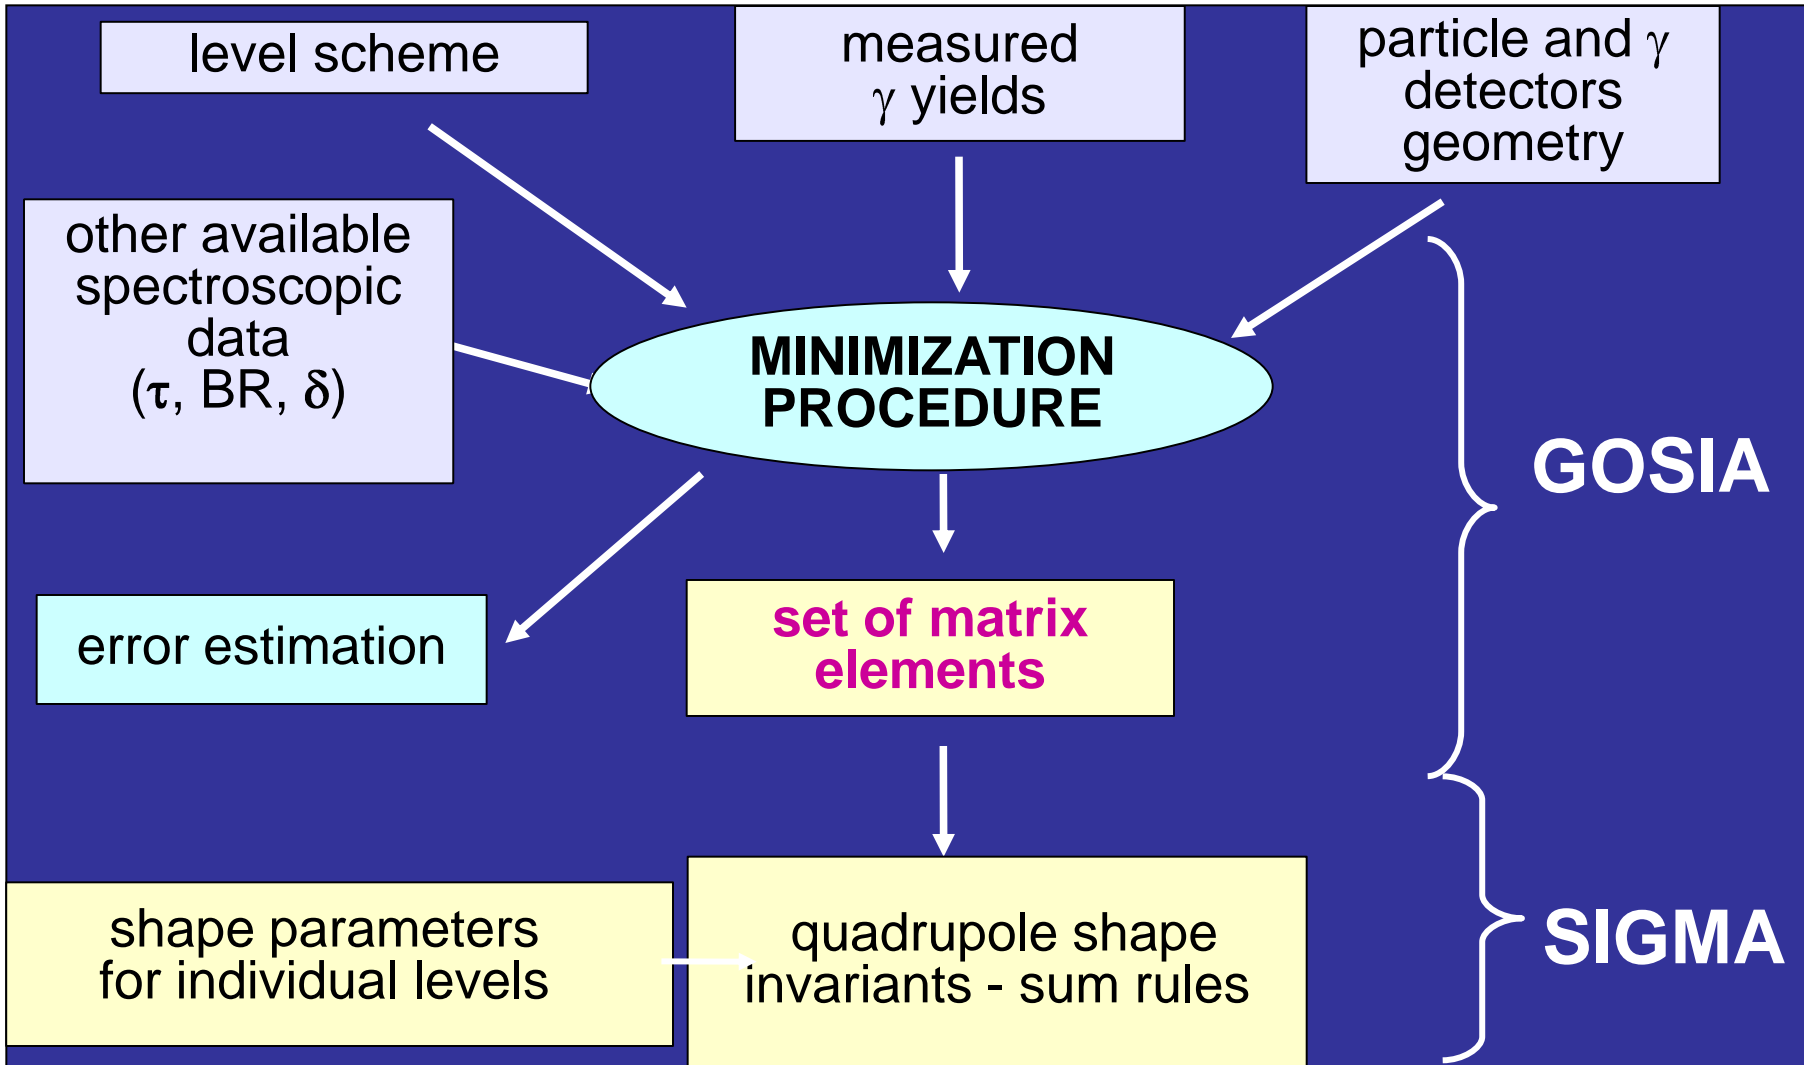 level scheme
measured
γ yields
particle and γ
detectors
geometry
other available
spectroscopic
data
(τ, BR, δ)
MINIMIZATION
PROCEDURE
GOSIA
error estimation
set of matrix
elements
shape parameters
for individual levels
quadrupole shape
invariants - sum rules
SIGMA